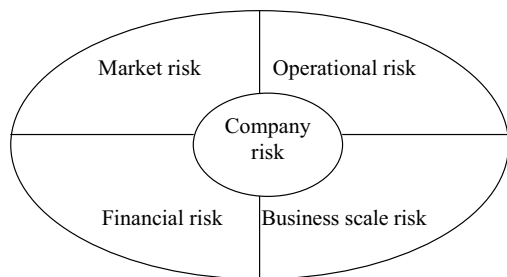 Market risk
Operational risk
Company
risk
Financial risk
Business scale risk